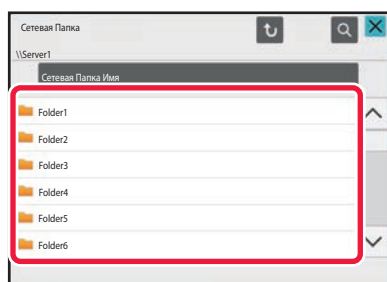 Сетевая Папка
\\Server1
Сетевая Папка Имя
Folder1
Folder2
Folder3
Folder4
Folder5
Folder6